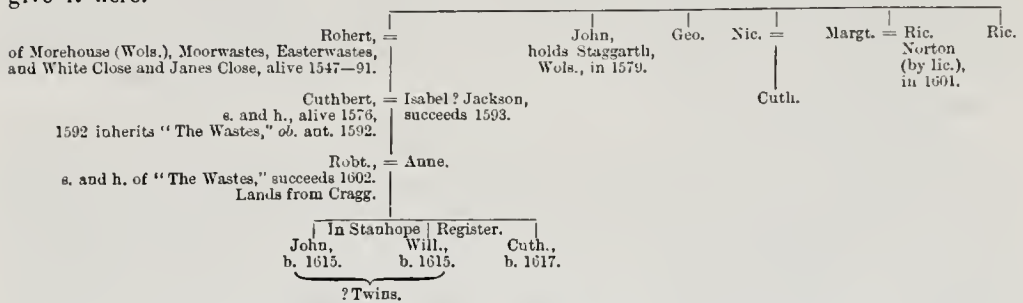 give it here.
Robert, =
of Morehouse (Wols.), Moorwastes, Easterwastes,
and White Close and Janes Close, alive 1547—91.
John,
holds Staggarth,
Wols., in 1579.
Geo.
Nic. =
Cuth.
Margt. = Ric.
Norton
(by lic.),
in 1601.
Ric.
Cuthbert, = Isabel ? Jackson,
s. and h., alive 1576, succeeds 1593.
1592 inherits "The Wastes," ob. ant. 1592.
Robt., = Anne.
s. and h. of "The Wastes," succeeds 1602.
Lands from Cragg.
In Stanhope Register.
John, Will., Cuth.,
b. 1615. b. 1615. b. 1617.
? Twins.